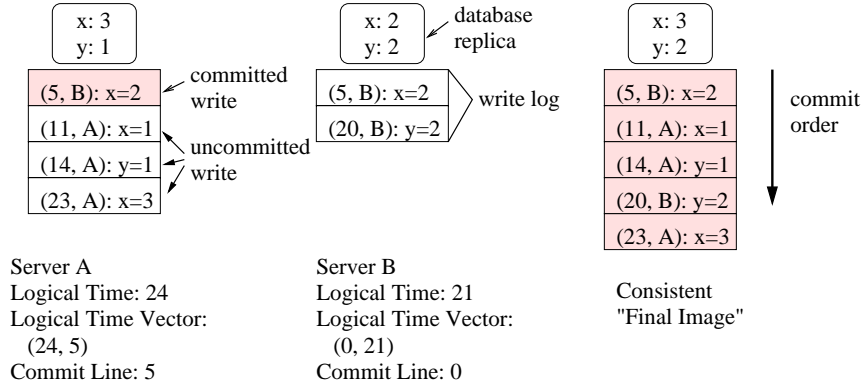 x: 3
y: 1
(5, B): x=2
(11, A): x=1
(14, A): y=1
(23, A): x=3
committed
write
uncommitted
write
Server A
Logical Time: 24
Logical Time Vector:
(24, 5)
Commit Line: 5
x: 2
y: 2
database
replica
(5, B): x=2
(20, B): y=2
write log
Server B
Logical Time: 21
Logical Time Vector:
(0, 21)
Commit Line: 0
x: 3
y: 2
(5, B): x=2
(11, A): x=1
(14, A): y=1
(20, B): y=2
(23, A): x=3
commit
order
Consistent
"Final Image"